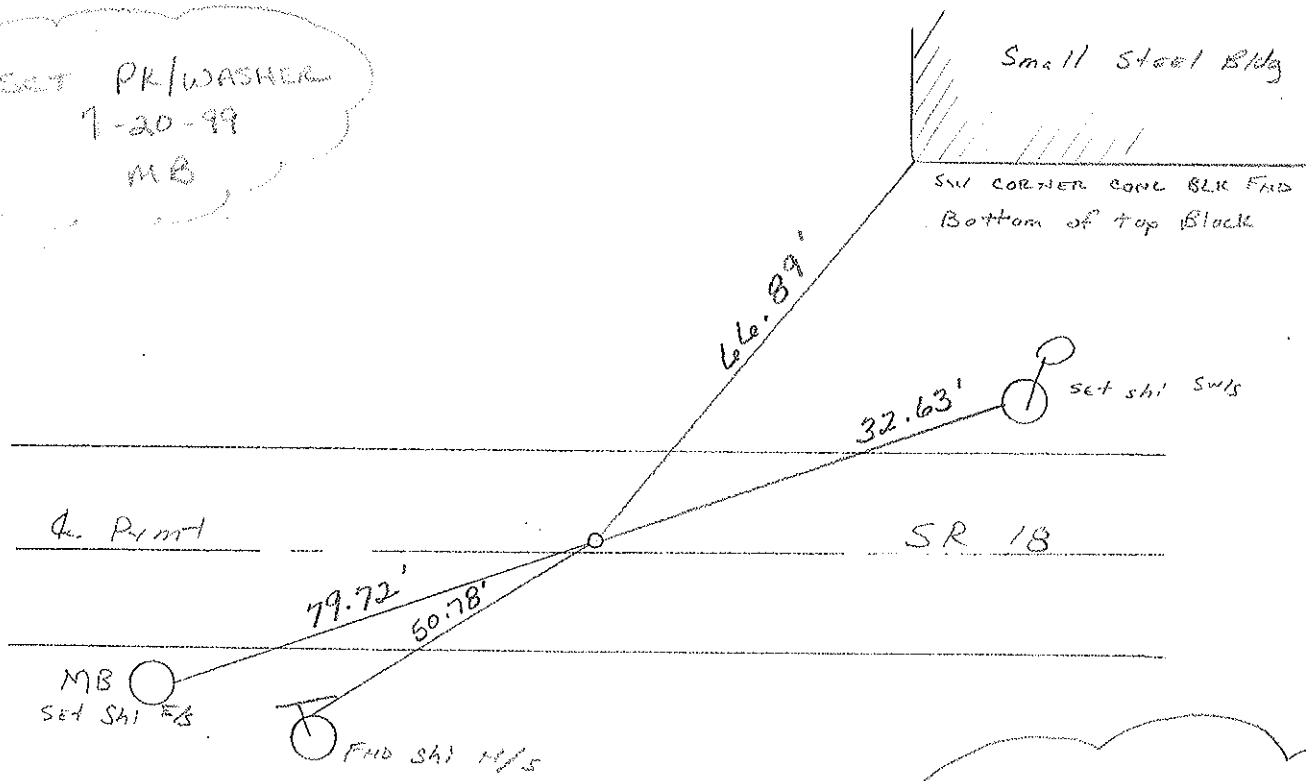 SET PK/WASHER
7-20-99
MB
Small Steel Bldg
SW CORNER CONC BLK FND
Bottom of top Block
66.89'
32.63'
set shi SW/S
℄ Pvmt
SR 18
79.72'
50.78'
MB
set Shi E/S
FND Shi N/S